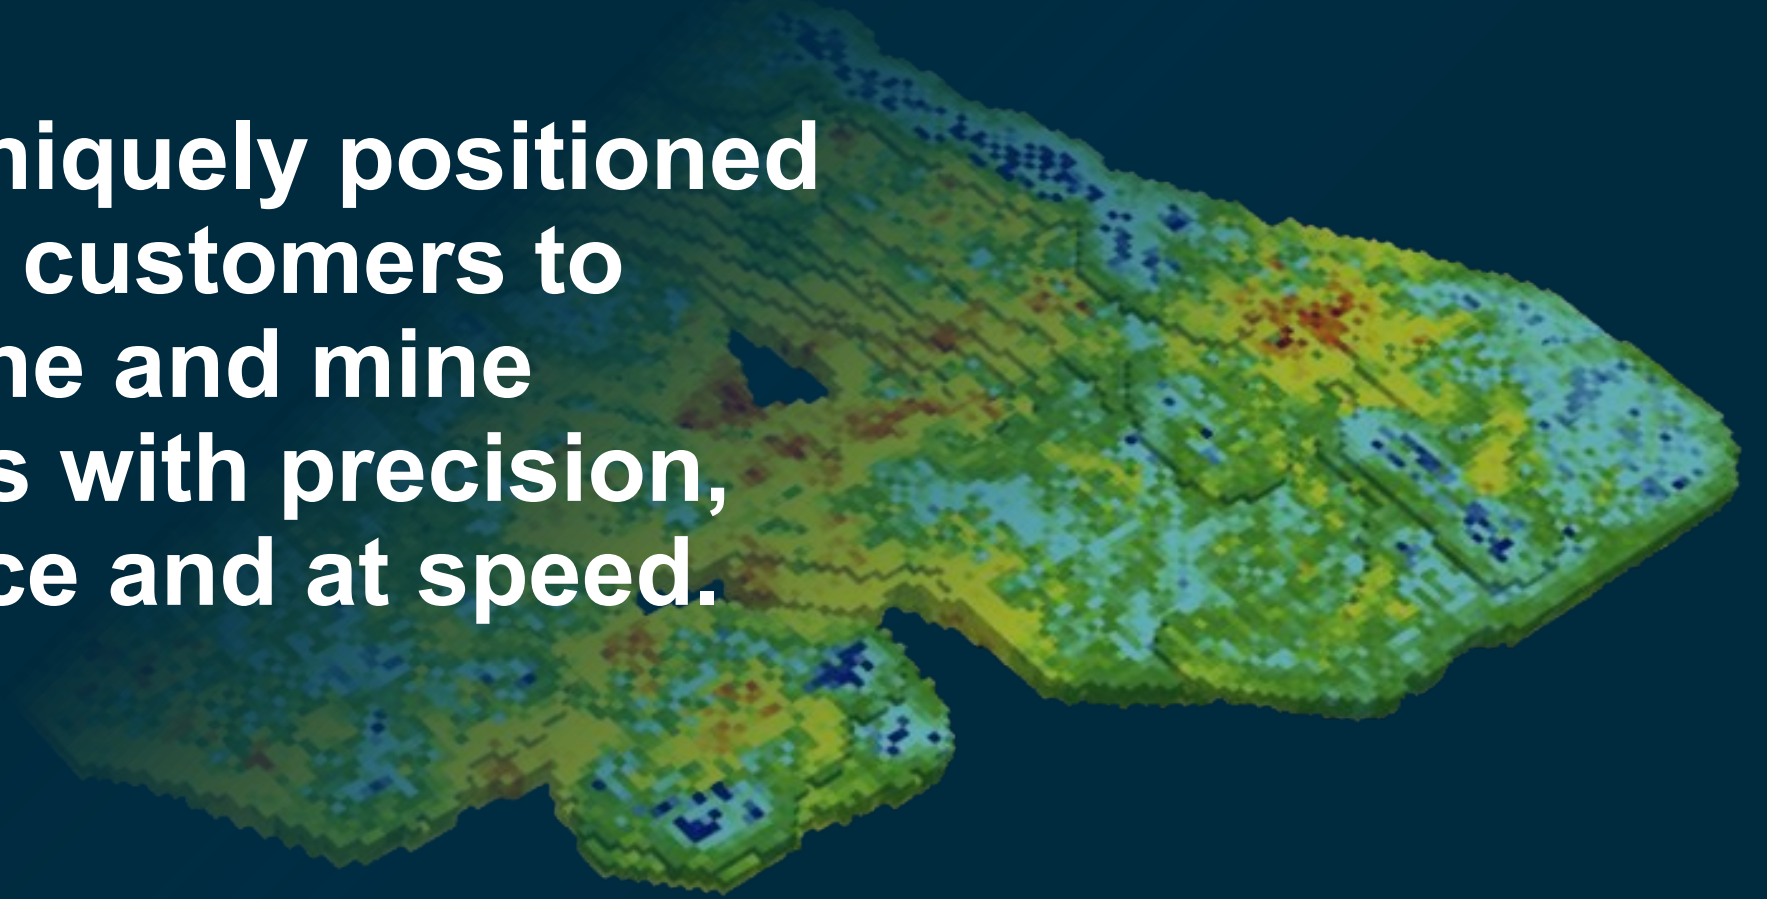 niquely positioned
customers to
ne and mine
s with precision,
ce and at speed.